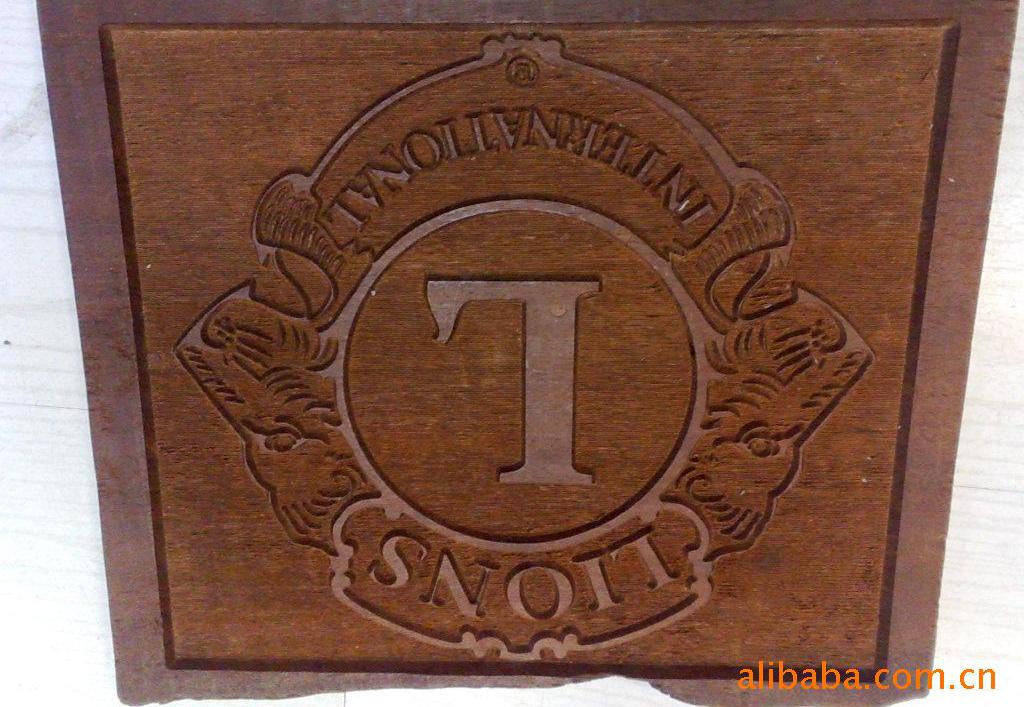 LIONS
L
INTERNATIONAL
®
alibaba.com.cn